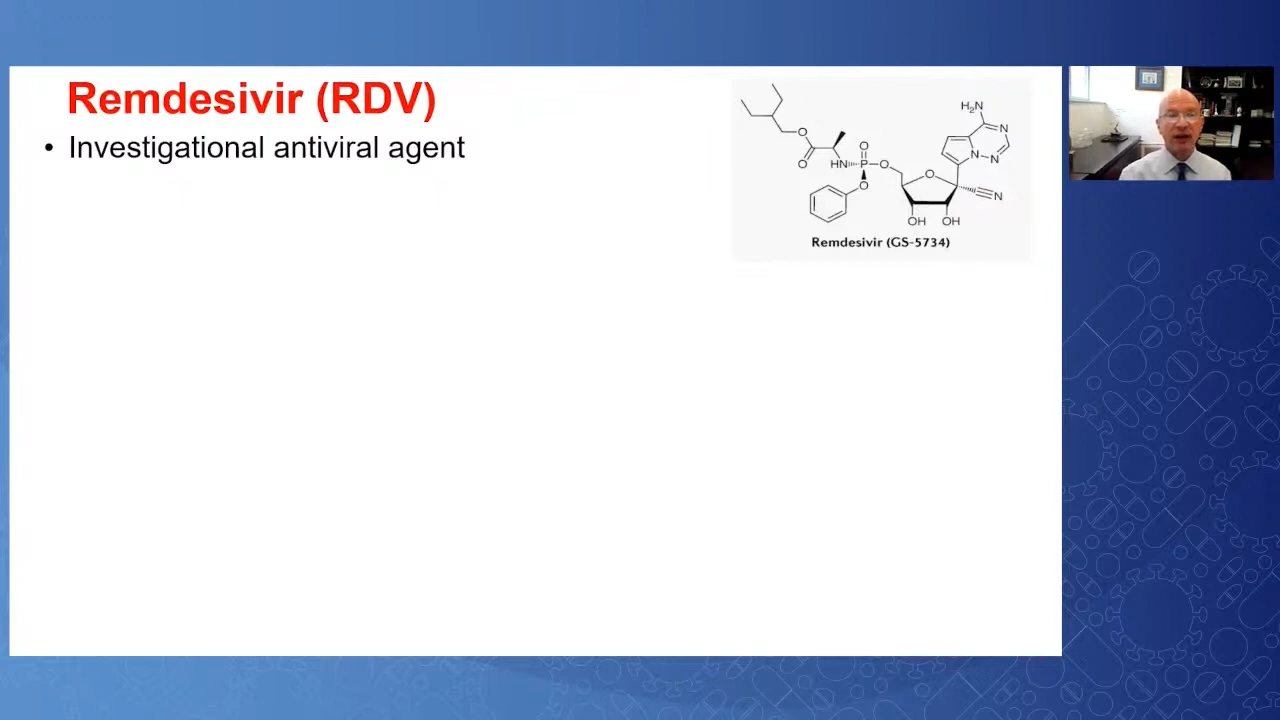 Remdesivir (RDV)
• Investigational antiviral agent
H₂N
N
N
N
O
O
O
HN
P
O
O
O
N
OH
OH
Remdesivir (GS-5734)